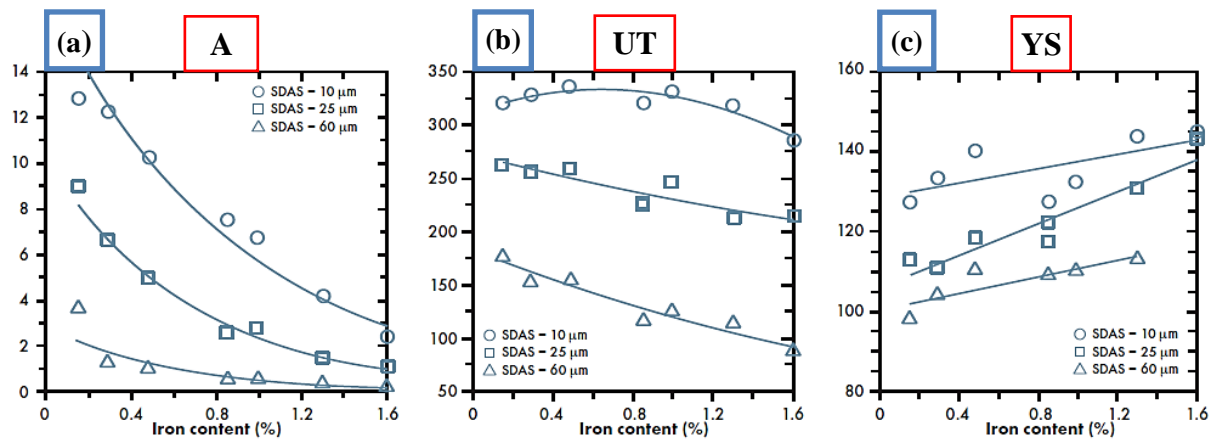 (a) A
14
12
10
8
6
4
2
0
SDAS – 10 µm
SDAS – 25 µm
SDAS – 60 µm
0 0.4 0.8 1.2 1.6
Iron content (%)
(b) UT
350
300
250
200
150
100
50
SDAS – 10 µm
SDAS – 25 µm
SDAS – 60 µm
0 0.4 0.8 1.2 1.6
Iron content (%)
(c) YS
160
140
120
100
80
SDAS – 10 µm
SDAS – 25 µm
SDAS – 60 µm
0 0.4 0.8 1.2 1.6
Iron content (%)